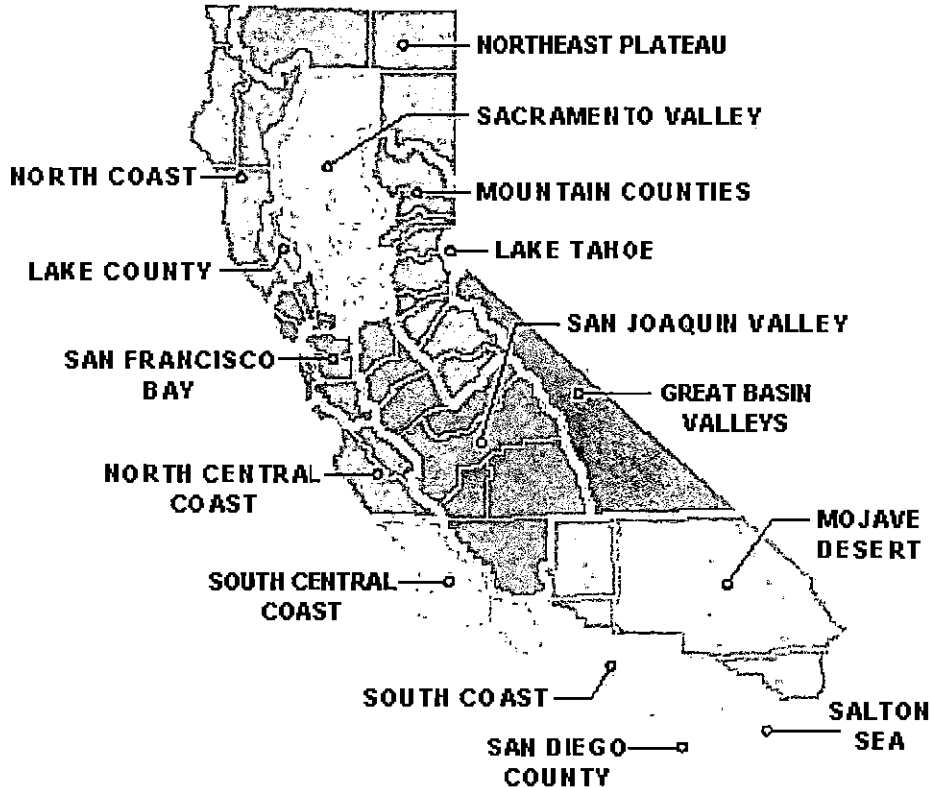 NORTHEAST PLATEAU
SACRAMENTO VALLEY
NORTH COAST
MOUNTAIN COUNTIES
LAKE TAHOE
LAKE COUNTY
SAN JOAQUIN VALLEY
SAN FRANCISCO
BAY
GREAT BASIN
VALLEYS
NORTH CENTRAL
COAST
MOJAVE
DESERT
SOUTH CENTRAL
COAST
SOUTH COAST
SALTON
SEA
SAN DIEGO
COUNTY